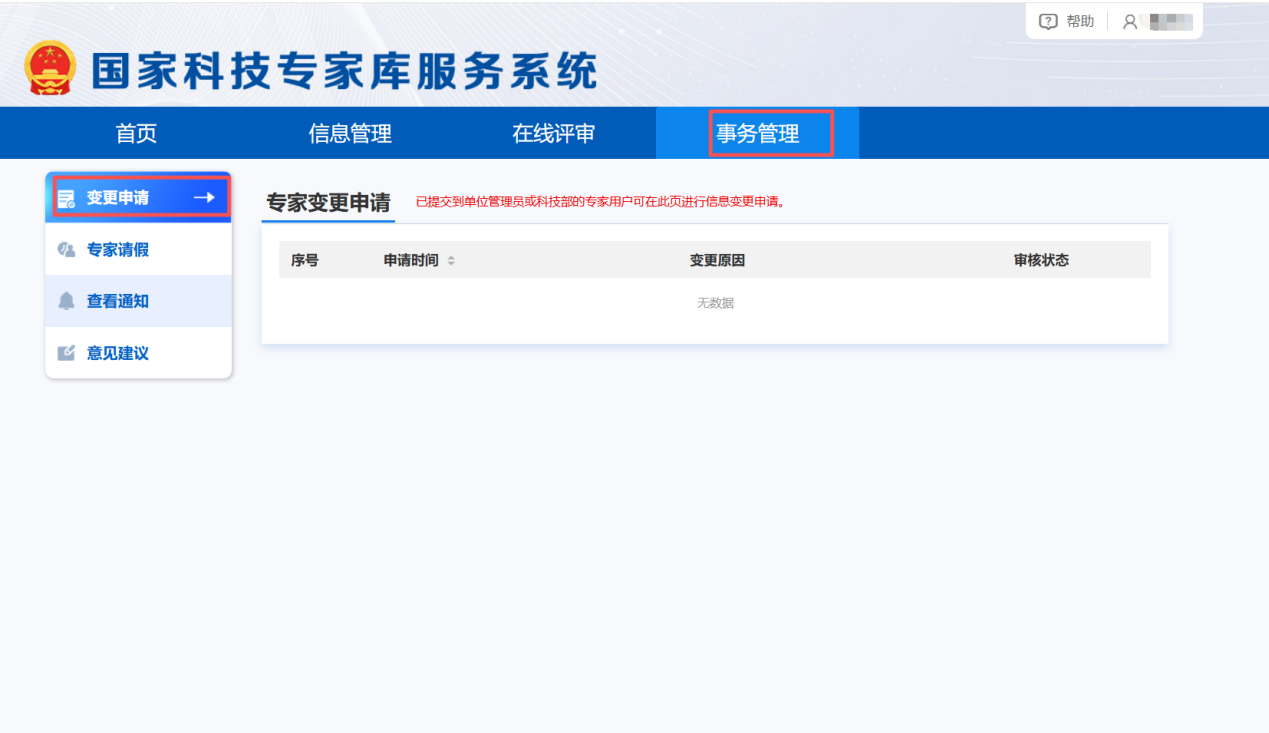 ? 帮助
国家科技专家库服务系统
首页 信息管理 在线评审 事务管理
变更申请
专家请假
查看通知
意见建议
专家变更申请 已提交到单位管理员或科技部的专家用户可在此页进行信息变更申请。
序号 申请时间 变更原因 审核状态
无数据